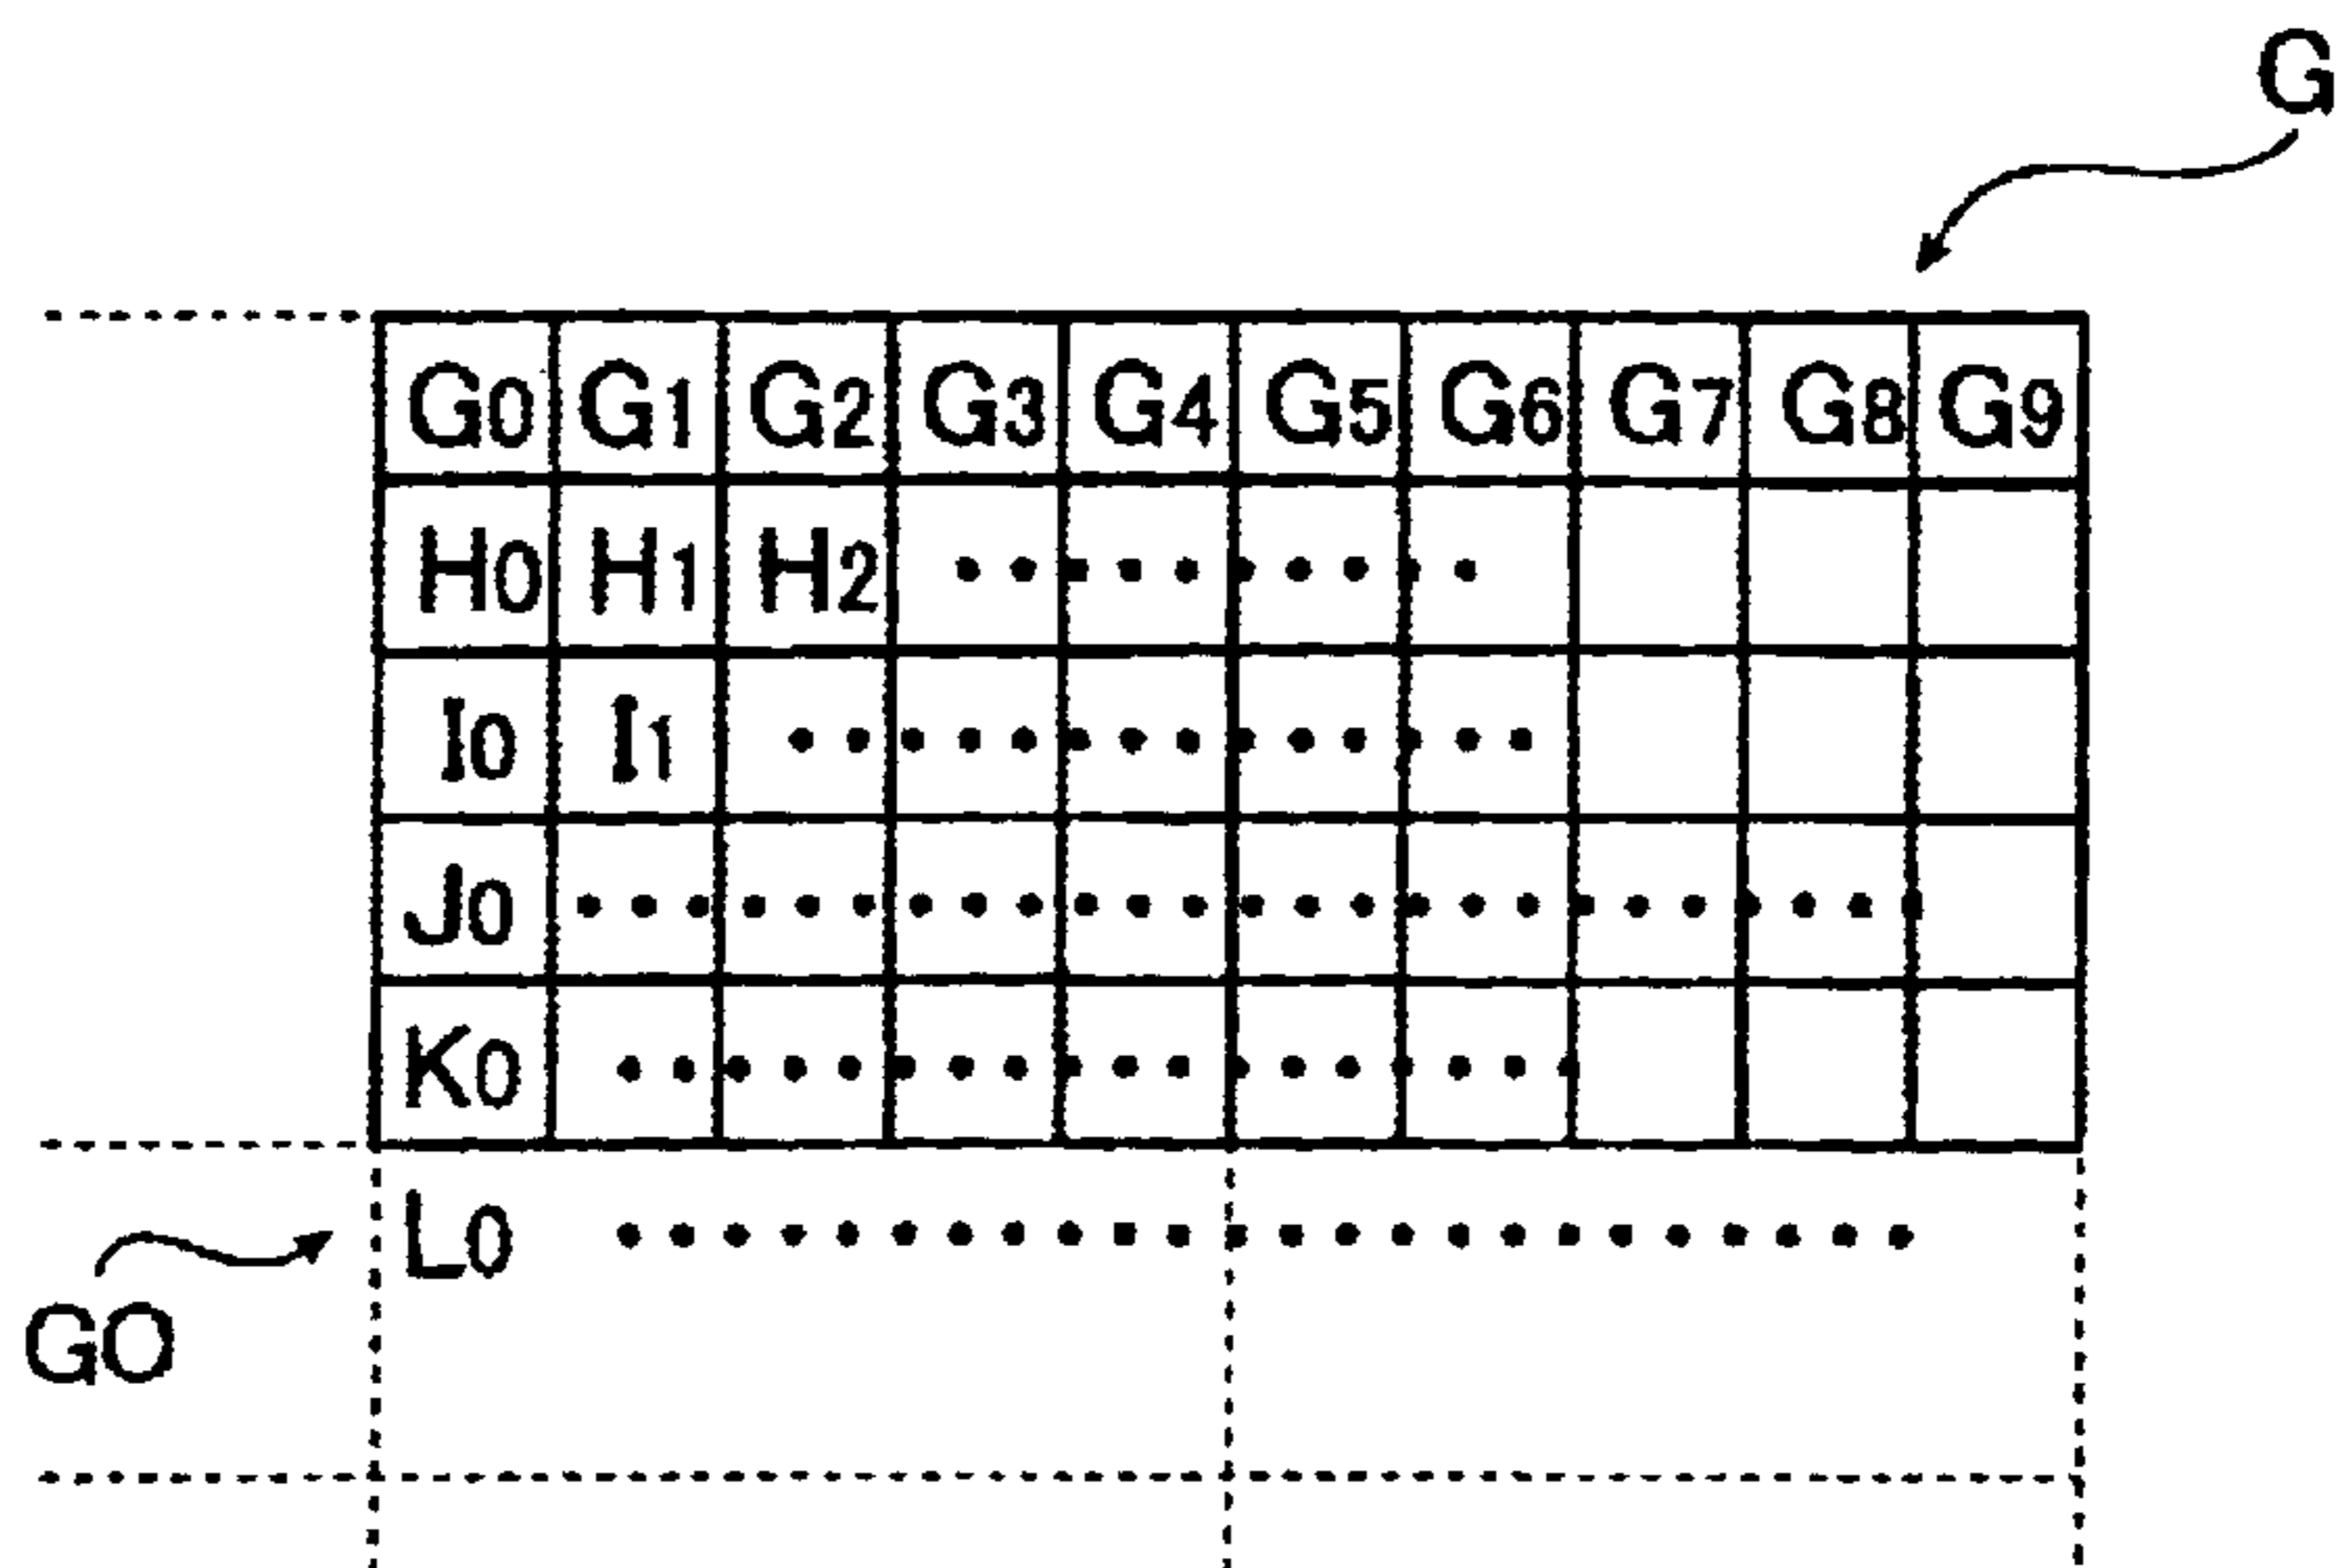 G
G0 G1 G2 G3 G4 G5 G6 G7 G8 G9
H0 H1 H2 ..........
I0 I1 ..............
J0 .........................
K0 ..................
L0 ........................
GO